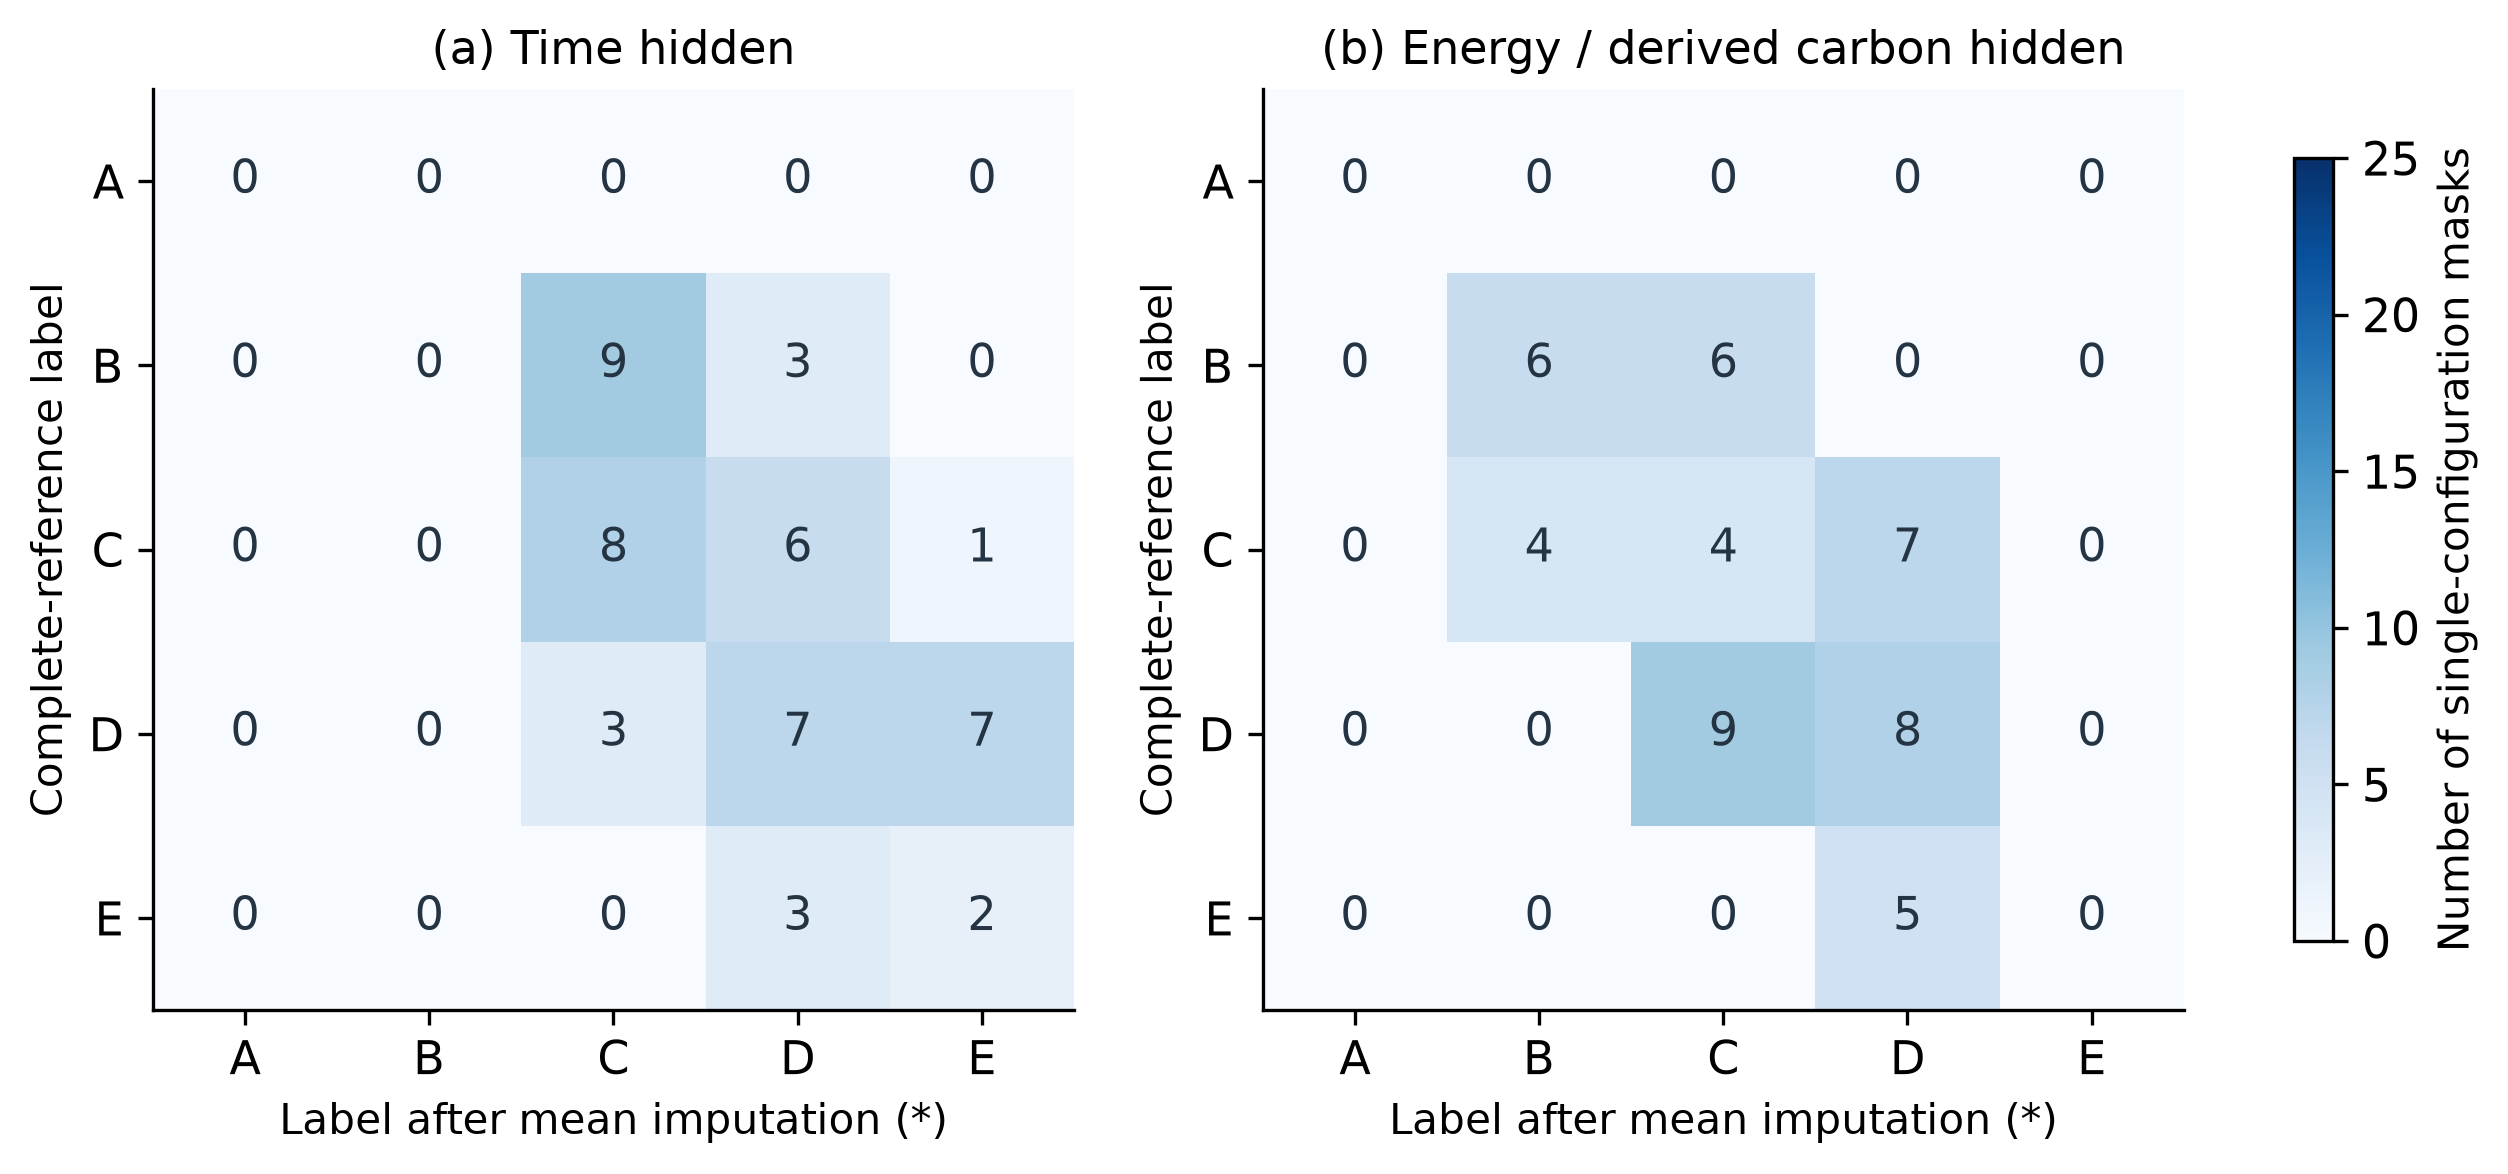 (a) Time hidden
Complete-reference label
A 0 0 0 0 0
B 0 0 9 3 0
C 0 0 8 6 1
D 0 0 3 7 7
E 0 0 0 3 2
A B C D E
Label after mean imputation (*)
(b) Energy / derived carbon hidden
Complete-reference label
A 0 0 0 0 0
B 0 6 6 0 0
C 0 4 4 7 0
D 0 0 9 8 0
E 0 0 0 5 0
A B C D E
Label after mean imputation (*)
25
20
15
10
5
0
Number of single-configuration masks